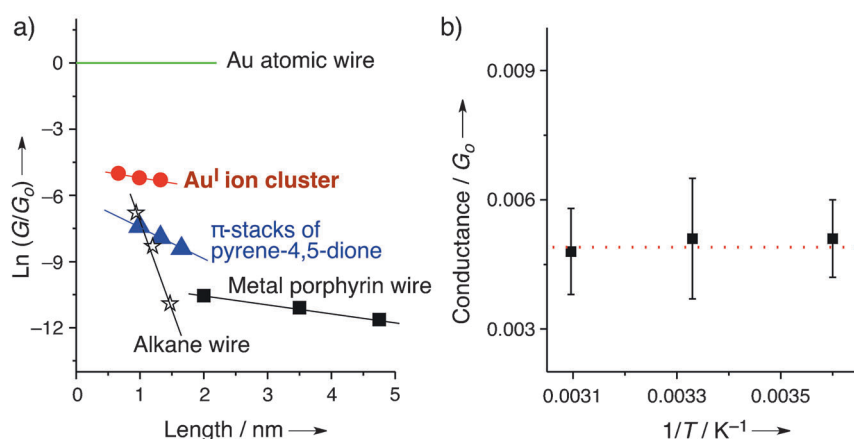 a)
Ln (G/Gₒ) →
0
−3
−6
−9
−12
Au atomic wire
Auᴵ ion cluster
π-stacks of
pyrene-4,5-dione
Metal porphyrin wire
Alkane wire
0 1 2 3 4 5
Length / nm →
b)
Conductance / Gₒ →
0.009
0.006
0.003
0.0031 0.0033 0.0035
1/T / K⁻¹ →